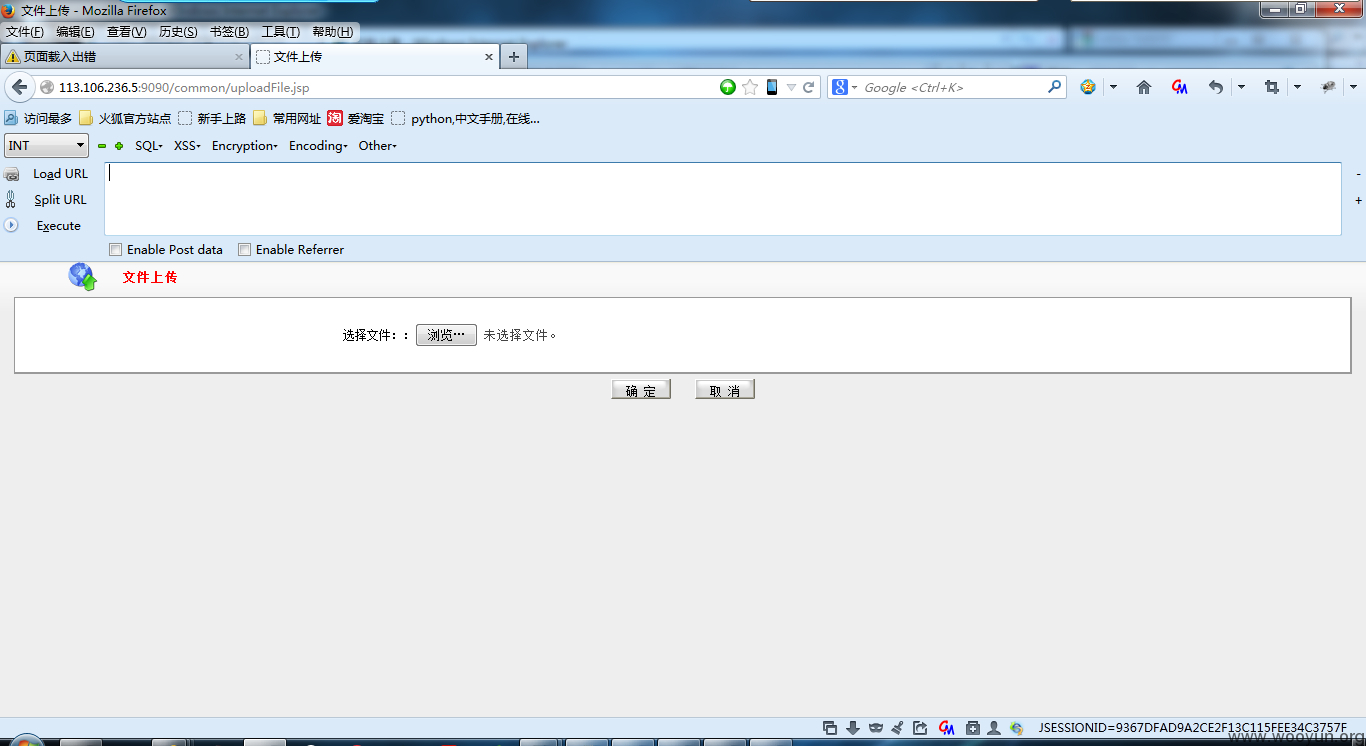 文件上传 - Mozilla Firefox
文件(F) 编辑(E) 查看(V) 历史(S) 书签(B) 工具(T) 帮助(H)
页面载入出错 × 文件上传 ×
113.106.236.5:9090/common/uploadFile.jsp Google <Ctrl+K>
访问最多 火狐官方站点 新手上路 常用网址 淘 爱淘宝 python,中文手册,在线...
INT SQL XSS Encryption Encoding Other
Load URL
Split URL
Execute
Enable Post data Enable Referrer
文件上传
选择文件：: 浏览… 未选择文件。
确 定 取 消
JSESSIONID=9367DFAD9A2CE2F13C115FEE34C3757F
www.wooyun.org